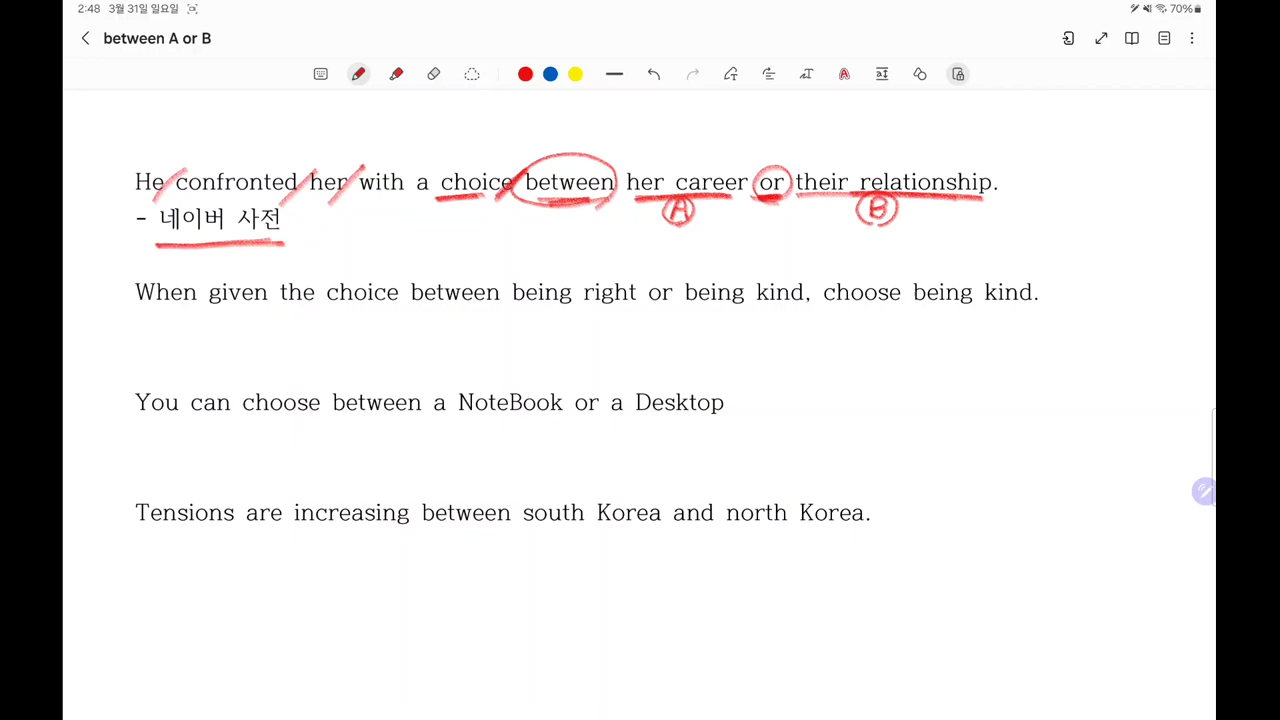 2:48 3월 31일 일요일 70%
between A or B
He confronted her with a choice between her career or their relationship.
A B
- 네이버 사전
When given the choice between being right or being kind, choose being kind.
You can choose between a NoteBook or a Desktop
Tensions are increasing between south Korea and north Korea.